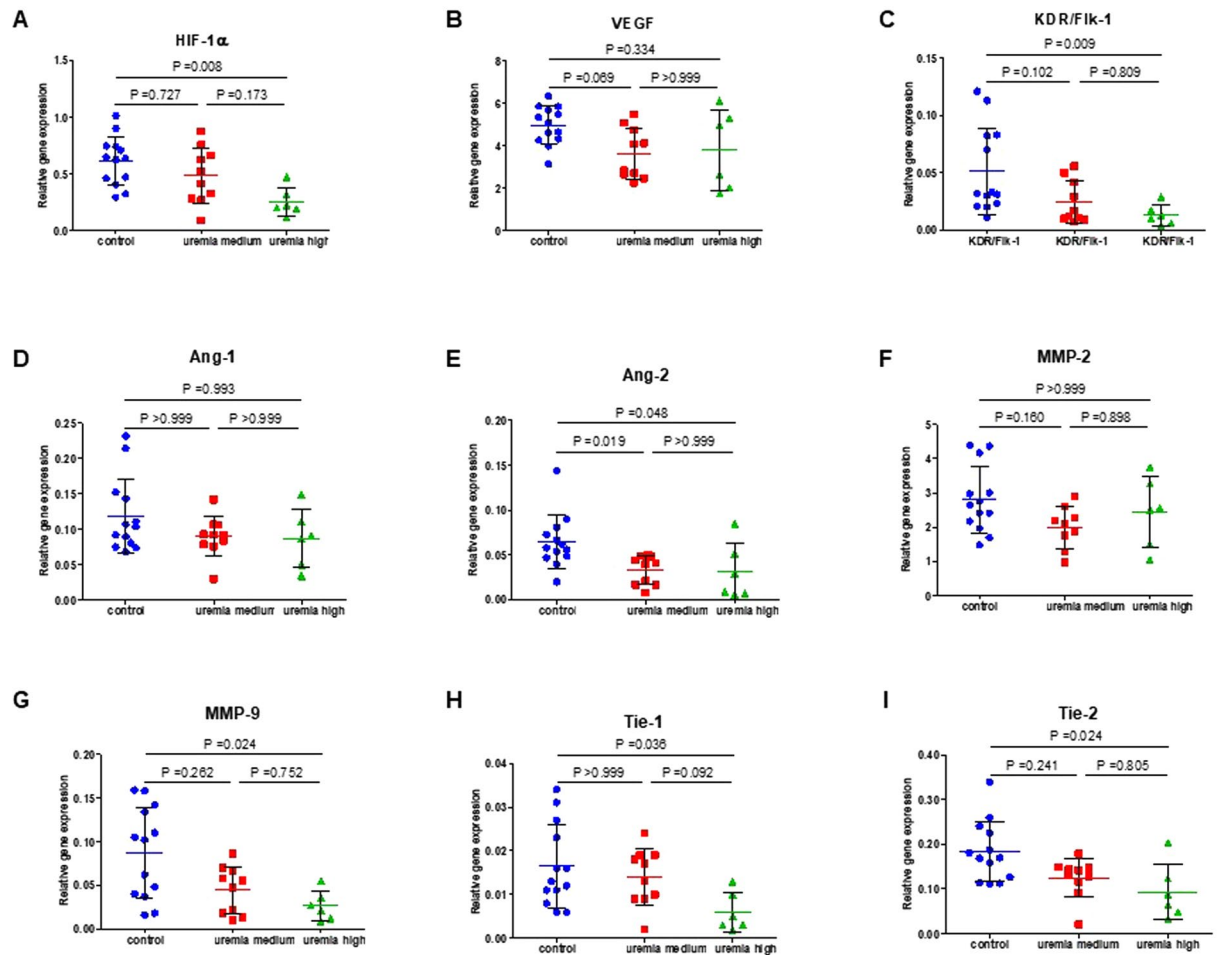 A
HIF-1α
P =0.008
P =0.727
P =0.173
Relative gene expression
1.5
1.0
0.5
0.0
control
uremia medium
uremia high
B
VEGF
P =0.334
P =0.069
P >0.999
Relative gene expression
8
6
4
2
0
control
uremia medium
uremia high
C
KDR/Flk-1
P =0.009
P =0.102
P =0.809
Relative gene expression
0.15
0.10
0.05
0.00
KDR/Flk-1
KDR/Flk-1
KDR/Flk-1
D
Ang-1
P =0.993
P >0.999
P >0.999
Relative gene expression
0.25
0.20
0.15
0.10
0.05
0.00
control
uremia medium
uremia high
E
Ang-2
P =0.048
P =0.019
P >0.999
Relative gene expression
0.20
0.15
0.10
0.05
0.00
control
uremia medium
uremia high
F
MMP-2
P >0.999
P =0.160
P =0.898
Relative gene expression
5
4
3
2
1
0
control
uremia medium
uremia high
G
MMP-9
P =0.024
P =0.262
P =0.752
Relative gene expression
0.20
0.15
0.10
0.05
0.00
control
uremia medium
uremia high
H
Tie-1
P =0.036
P >0.999
P =0.092
Relative gene expression
0.04
0.03
0.02
0.01
0.00
control
uremia medium
uremia high
I
Tie-2
P =0.024
P =0.241
P =0.805
Relative gene expression
0.40
0.30
0.20
0.10
0.00
control
uremia medium
uremia high